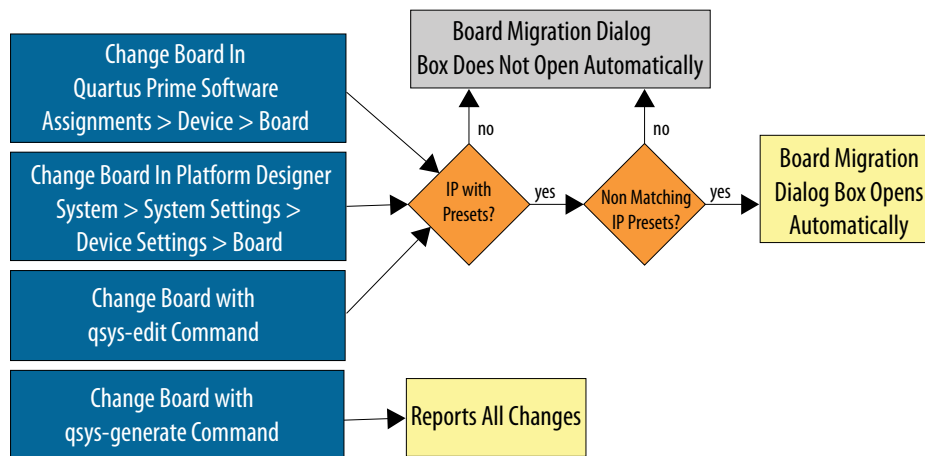 Change Board In
Quartus Prime Software
Assignments > Device > Board
Board Migration Dialog
Box Does Not Open Automatically
no
no
Change Board In Platform Designer
System > System Settings >
Device Settings > Board
IP with
Presets?
yes
Non Matching
IP Presets?
yes
Board Migration
Dialog Box Opens
Automatically
Change Board with
qsys-edit Command
Change Board with
qsys-generate Command
Reports All Changes